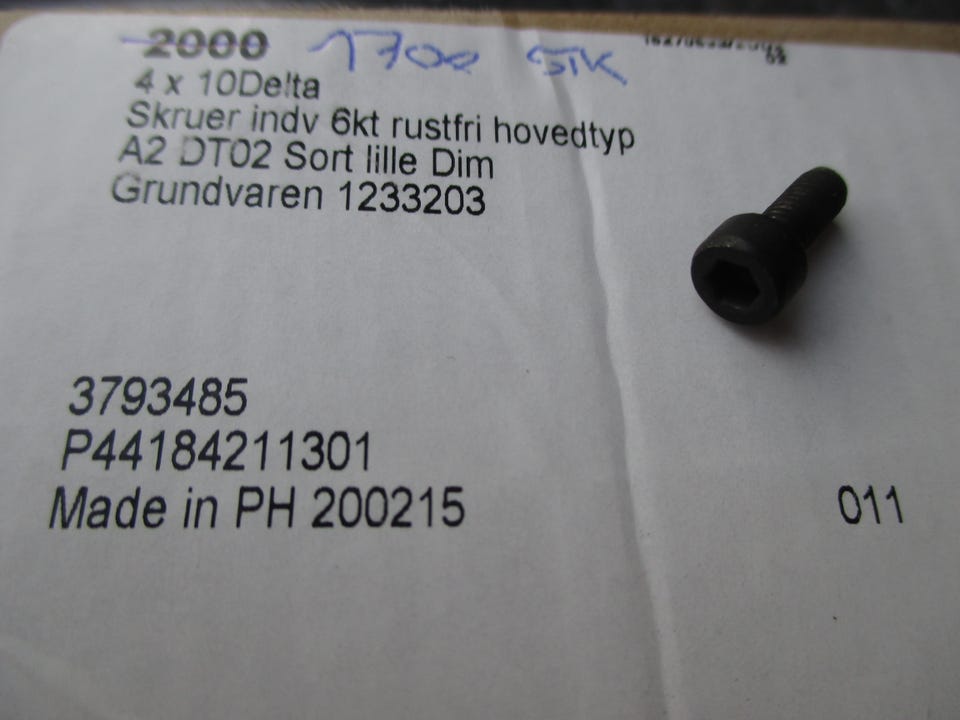 2000 1700 STK
4 x 10Delta
Skruer indv 6kt rustfri hovedtyp
A2 DT02 Sort lille Dim
Grundvaren 1233203
3793485
P44184211301
Made in PH 200215
011